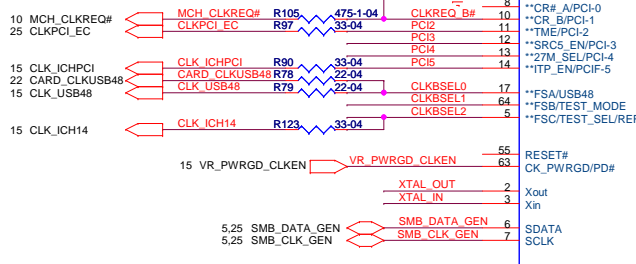 8 **CR#_A/PCI-0
10 MCH_CLKREQ# MCH_CLKREQ# R105 475-1-04 CLKREQ_B# 10 **CR_B/PCI-1
25 CLKPCI_EC CLKPCI_EC R97 33-04 PCI2 11 **TME/PCI-2
PCI3 12 **SRC5_EN/PCI-3
PCI4 13 **27M_SEL/PCI-4
15 CLK_ICHPCI CLK_ICHPCI R90 33-04 PCI5 14 **ITP_EN/PCIF-5
22 CARD_CLKUSB48 CARD_CLKUSB48 R78 22-04
15 CLK_USB48 CLK_USB48 R79 22-04 CLKBSEL0 17 **FSA/USB48
CLKBSEL1 64 **FSB/TEST_MODE
CLKBSEL2 5 **FSC/TEST_SEL/REF
15 CLK_ICH14 CLK_ICH14 R123 33-04
55 RESET#
15 VR_PWRGD_CLKEN VR_PWRGD_CLKEN 63 CK_PWRGD/PD#
XTAL_OUT 2 Xout
XTAL_IN 3 Xin
5,25 SMB_DATA_GEN SMB_DATA_GEN 6 SDATA
5,25 SMB_CLK_GEN SMB_CLK_GEN 7 SCLK